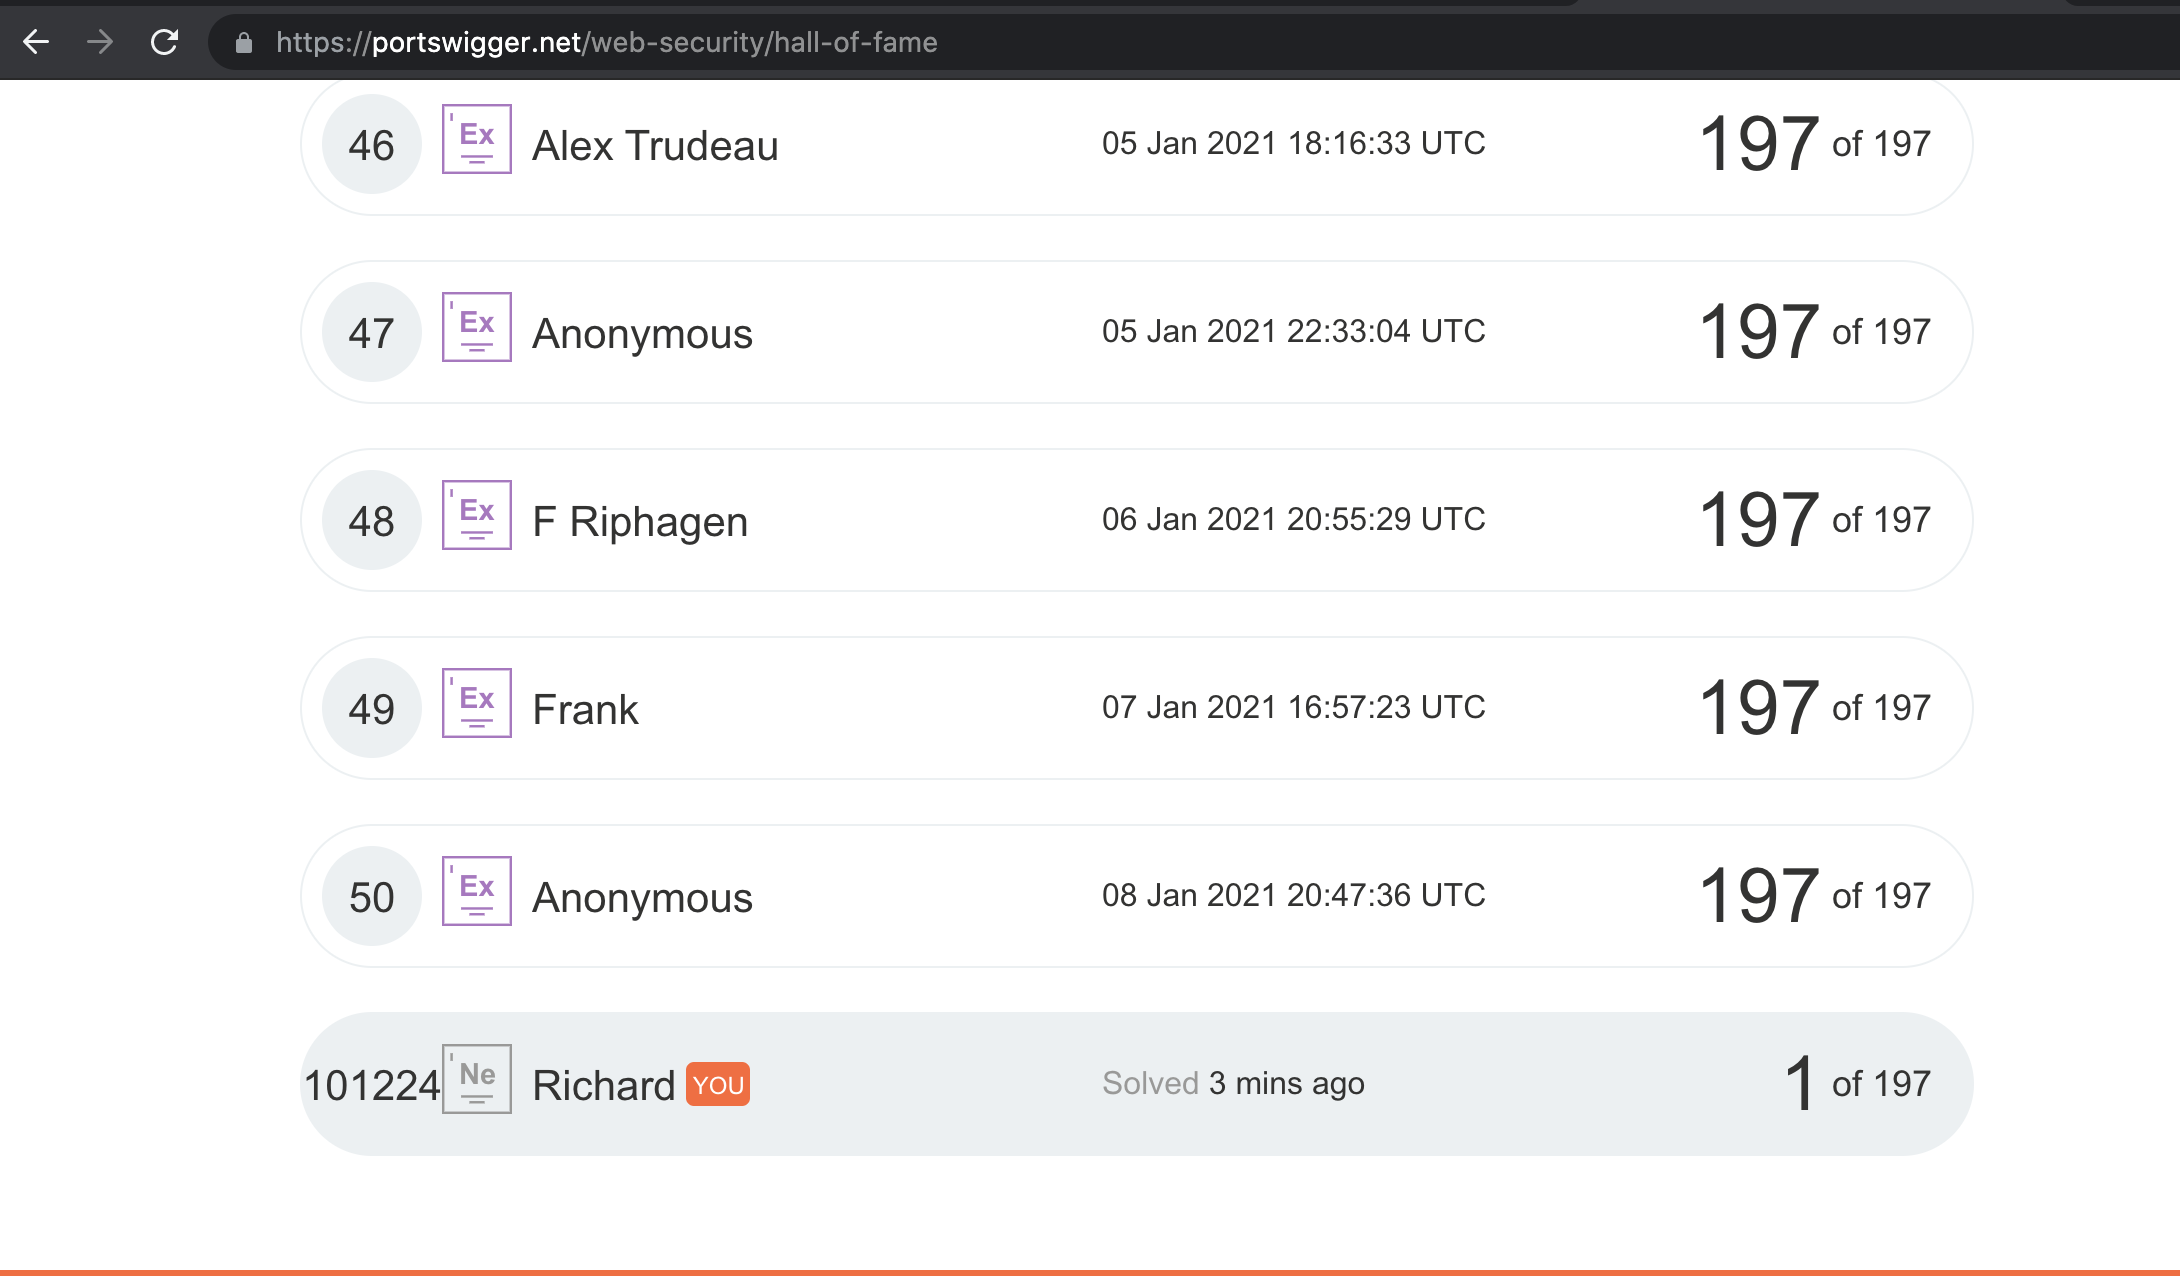 https://portswigger.net/web-security/hall-of-fame
46 Ex Alex Trudeau 05 Jan 2021 18:16:33 UTC 197 of 197
47 Ex Anonymous 05 Jan 2021 22:33:04 UTC 197 of 197
48 Ex F Riphagen 06 Jan 2021 20:55:29 UTC 197 of 197
49 Ex Frank 07 Jan 2021 16:57:23 UTC 197 of 197
50 Ex Anonymous 08 Jan 2021 20:47:36 UTC 197 of 197
101224 Ne Richard YOU Solved 3 mins ago 1 of 197